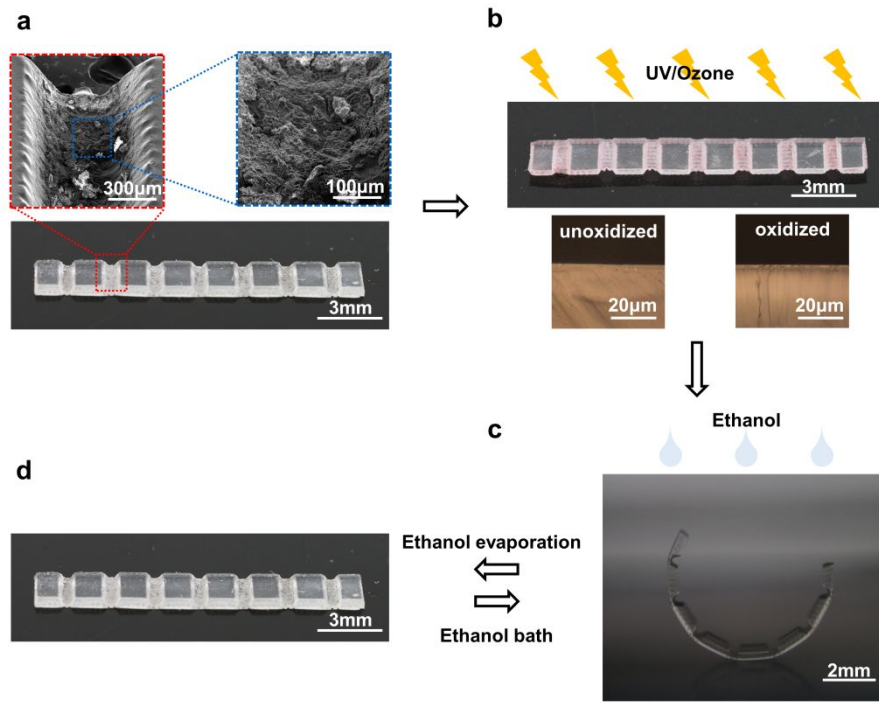 a
300μm
100μm
3mm
b
UV/Ozone
3mm
unoxidized
oxidized
20μm
20μm
Ethanol
c
2mm
d
3mm
Ethanol evaporation
Ethanol bath